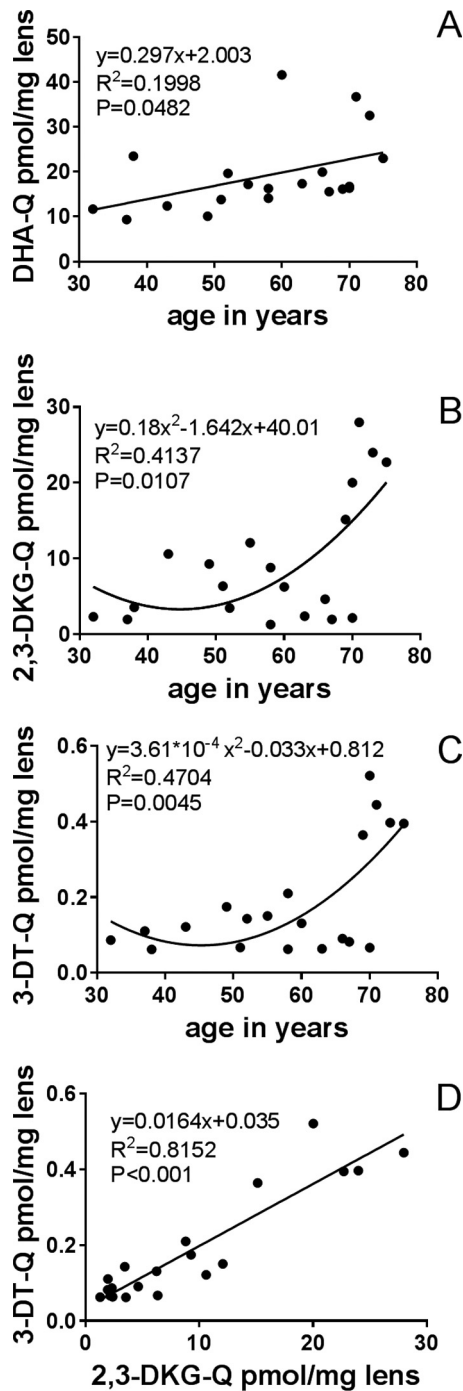 A
DHA-Q pmol/mg lens
y=0.297x+2.003
R²=0.1998
P=0.0482
50
40
30
20
10
0
30 40 50 60 70 80
age in years
B
2,3-DKG-Q pmol/mg lens
y=0.18x²-1.642x+40.01
R²=0.4137
P=0.0107
30
20
10
0
30 40 50 60 70 80
age in years
C
3-DT-Q pmol/mg lens
y=3.61*10⁻⁴ x²-0.033x+0.812
R²=0.4704
P=0.0045
0.6
0.4
0.2
0.0
30 40 50 60 70 80
age in years
D
3-DT-Q pmol/mg lens
y=0.0164x+0.035
R²=0.8152
P<0.001
0.6
0.4
0.2
0.0
0 10 20 30
2,3-DKG-Q pmol/mg lens